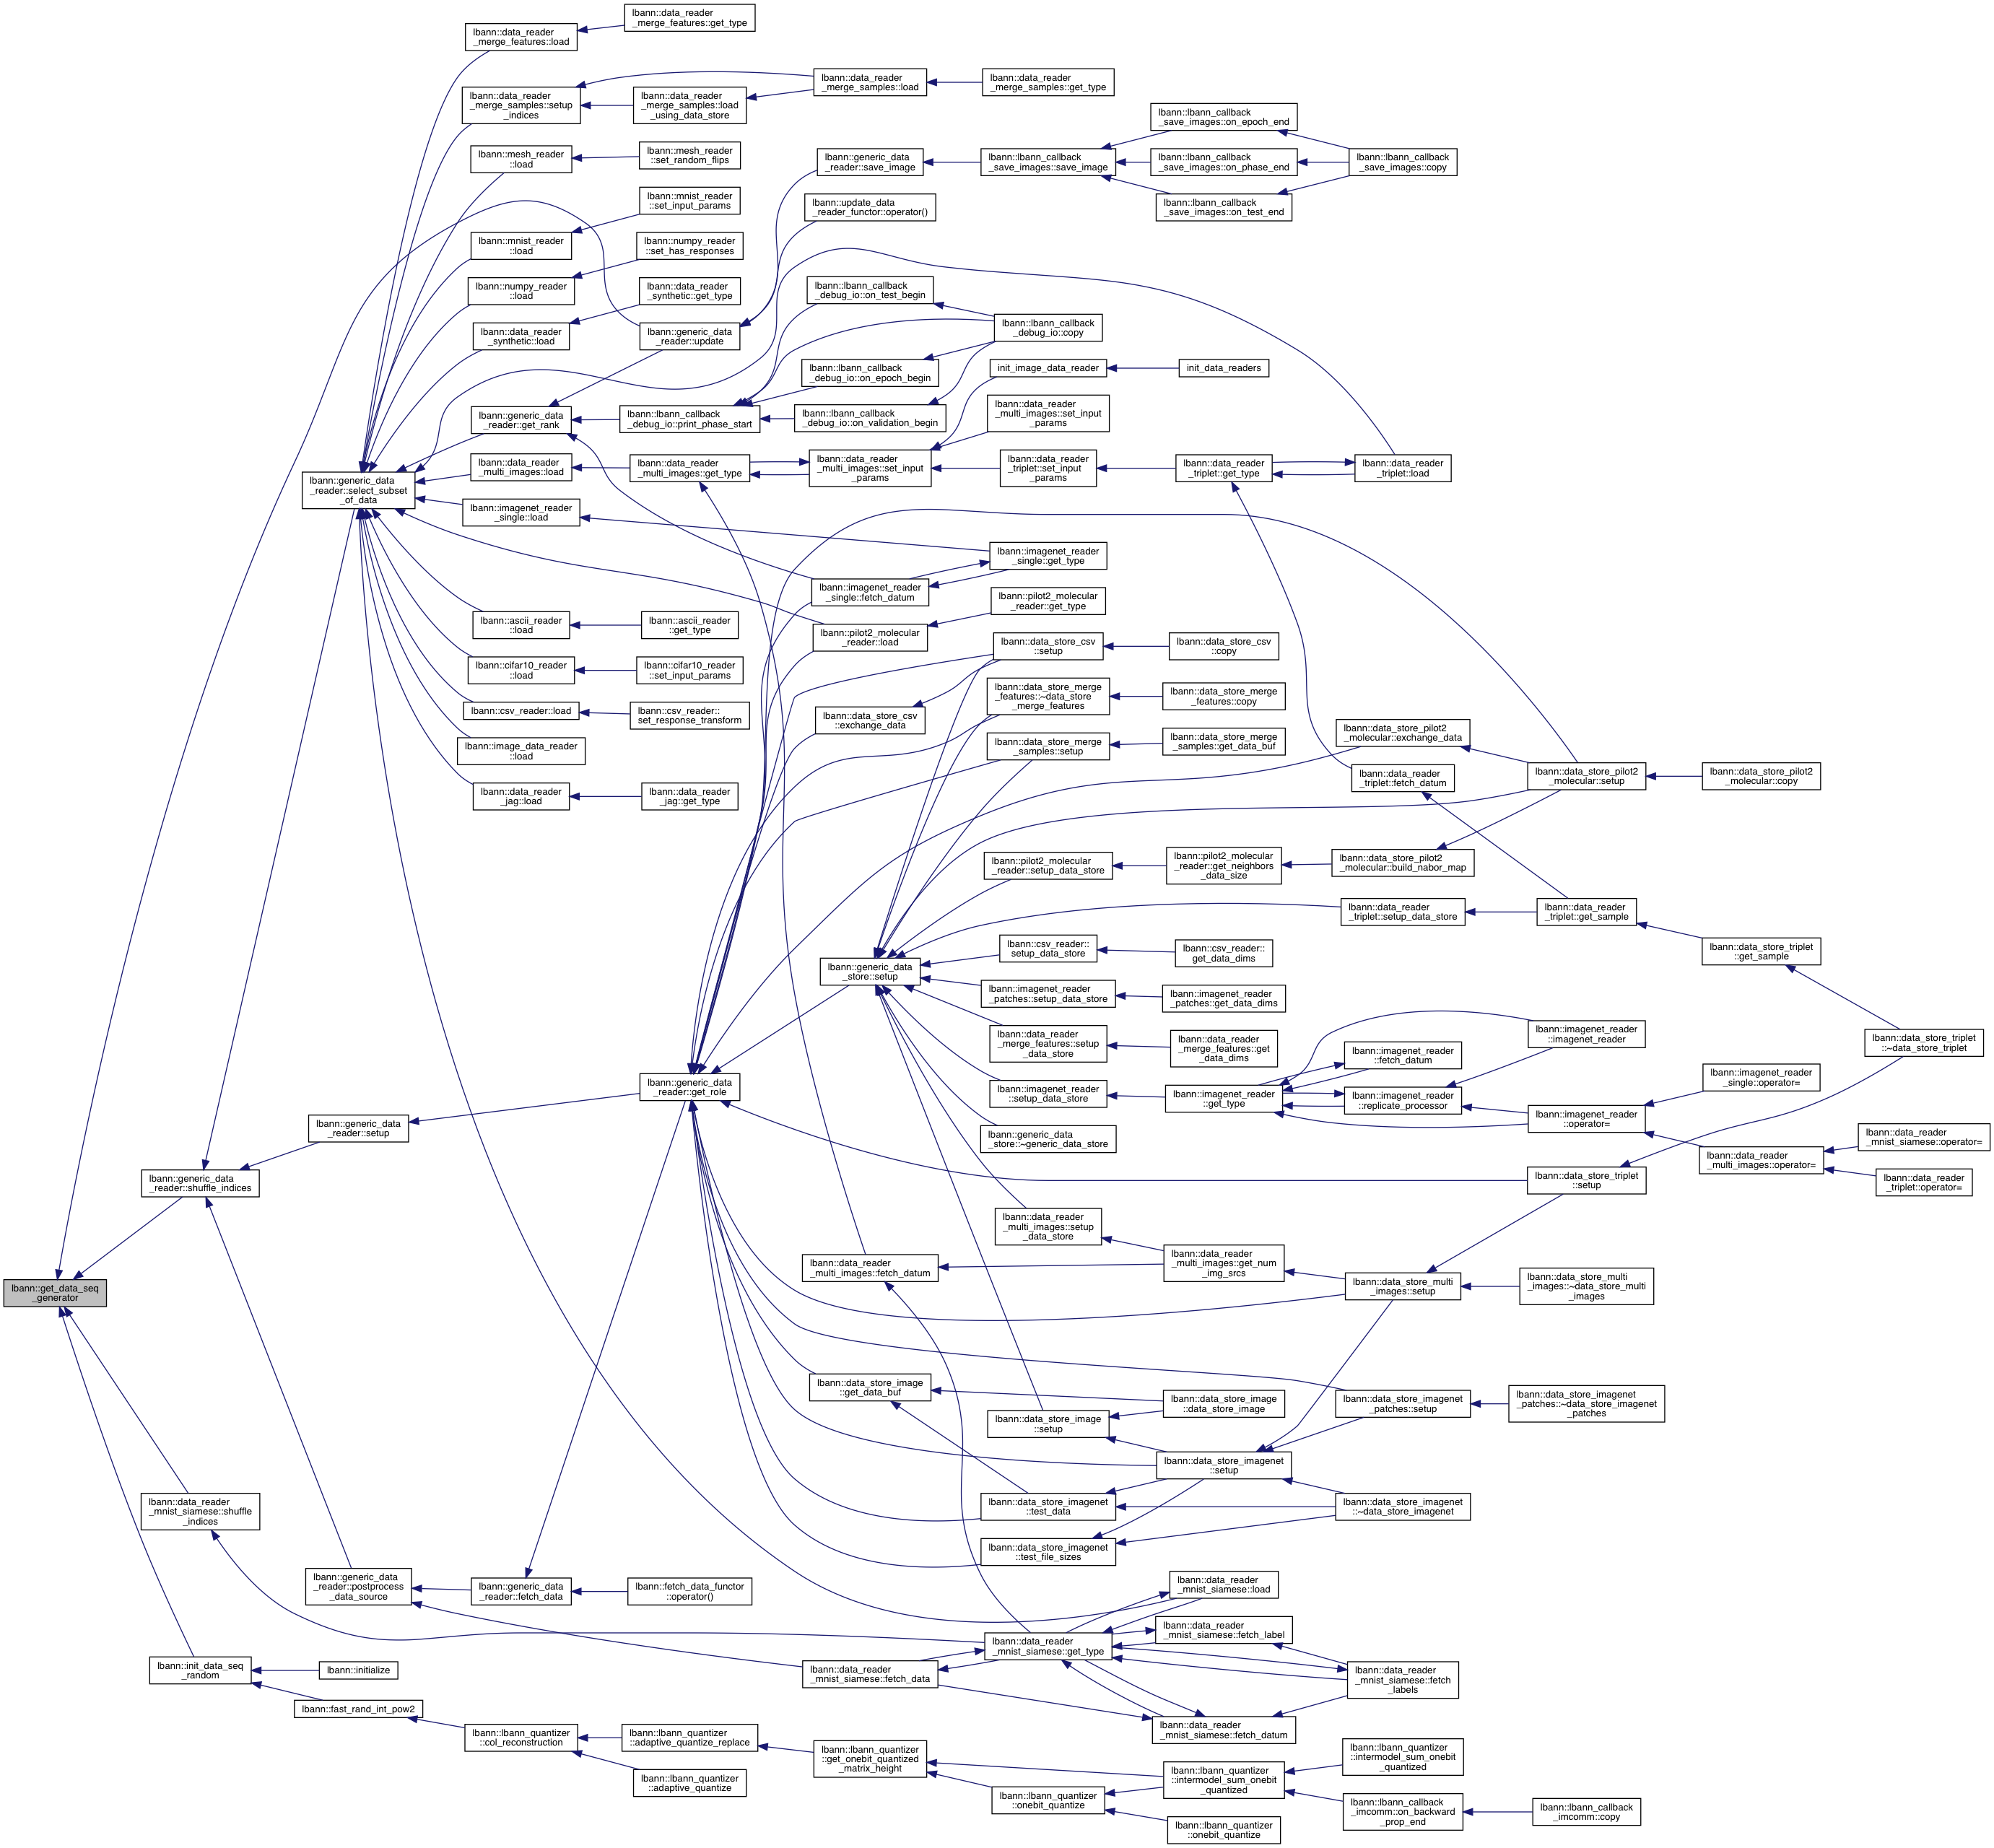 lbann::data_reader
_merge_features::get_type
lbann::data_reader
_merge_features::load
lbann::data_reader
_merge_samples::load
lbann::data_reader
_merge_samples::get_type
lbann::data_reader
_merge_samples::setup
_indices
lbann::data_reader
_merge_samples::load
_using_data_store
lbann::lbann_callback
_save_images::on_epoch_end
lbann::mesh_reader
::load
lbann::mesh_reader
::set_random_flips
lbann::generic_data
_reader::save_image
lbann::lbann_callback
_save_images::save_image
lbann::lbann_callback
_save_images::on_phase_end
lbann::lbann_callback
_save_images::copy
lbann::mnist_reader
::set_input_params
lbann::update_data
_reader_functor::operator()
lbann::lbann_callback
_save_images::on_test_end
lbann::mnist_reader
::load
lbann::numpy_reader
::set_has_responses
lbann::numpy_reader
::load
lbann::data_reader
_synthetic::get_type
lbann::lbann_callback
_debug_io::on_test_begin
lbann::data_reader
_synthetic::load
lbann::generic_data
_reader::update
lbann::lbann_callback
_debug_io::copy
lbann::lbann_callback
_debug_io::on_epoch_begin
init_image_data_reader
init_data_readers
lbann::generic_data
_reader::get_rank
lbann::lbann_callback
_debug_io::print_phase_start
lbann::lbann_callback
_debug_io::on_validation_begin
lbann::data_reader
_multi_images::set_input
_params
lbann::generic_data
_reader::select_subset
_of_data
lbann::data_reader
_multi_images::load
lbann::data_reader
_multi_images::get_type
lbann::data_reader
_multi_images::set_input
_params
lbann::data_reader
_triplet::set_input
_params
lbann::data_reader
_triplet::get_type
lbann::data_reader
_triplet::load
lbann::imagenet_reader
_single::load
lbann::imagenet_reader
_single::get_type
lbann::imagenet_reader
_single::fetch_datum
lbann::pilot2_molecular
_reader::get_type
lbann::ascii_reader
::load
lbann::ascii_reader
::get_type
lbann::pilot2_molecular
_reader::load
lbann::data_store_csv
::setup
lbann::data_store_csv
::copy
lbann::cifar10_reader
::load
lbann::cifar10_reader
::set_input_params
lbann::data_store_merge
_features::~data_store
_merge_features
lbann::data_store_merge
_features::copy
lbann::csv_reader::load
lbann::csv_reader::
set_response_transform
lbann::data_store_csv
::exchange_data
lbann::image_data_reader
::load
lbann::data_store_merge
_samples::setup
lbann::data_store_merge
_samples::get_data_buf
lbann::data_store_pilot2
_molecular::exchange_data
lbann::data_reader
_jag::load
lbann::data_reader
_jag::get_type
lbann::data_reader
_triplet::fetch_datum
lbann::data_store_pilot2
_molecular::setup
lbann::data_store_pilot2
_molecular::copy
lbann::pilot2_molecular
_reader::setup_data_store
lbann::pilot2_molecular
_reader::get_neighbors
_data_size
lbann::data_store_pilot2
_molecular::build_nabor_map
lbann::data_reader
_triplet::setup_data_store
lbann::data_reader
_triplet::get_sample
lbann::generic_data
_store::setup
lbann::csv_reader::
setup_data_store
lbann::csv_reader::
get_data_dims
lbann::data_store_triplet
::get_sample
lbann::imagenet_reader
_patches::setup_data_store
lbann::imagenet_reader
_patches::get_data_dims
lbann::data_reader
_merge_features::setup
_data_store
lbann::data_reader
_merge_features::get
_data_dims
lbann::imagenet_reader
::imagenet_reader
lbann::data_store_triplet
::~data_store_triplet
lbann::imagenet_reader
::fetch_datum
lbann::generic_data
_reader::get_role
lbann::imagenet_reader
::setup_data_store
lbann::imagenet_reader
::get_type
lbann::imagenet_reader
::replicate_processor
lbann::imagenet_reader
_single::operator=
lbann::imagenet_reader
::operator=
lbann::generic_data
_reader::setup
lbann::generic_data
_store::~generic_data_store
lbann::data_reader
_mnist_siamese::operator=
lbann::data_reader
_multi_images::operator=
lbann::generic_data
_reader::shuffle_indices
lbann::data_store_triplet
::setup
lbann::data_reader
_triplet::operator=
lbann::data_reader
_multi_images::setup
_data_store
lbann::data_reader
_multi_images::fetch_datum
lbann::data_reader
_multi_images::get_num
_img_srcs
lbann::get_data_seq
_generator
lbann::data_store_multi
_images::setup
lbann::data_store_multi
_images::~data_store_multi
_images
lbann::data_store_image
::get_data_buf
lbann::data_store_image
::data_store_image
lbann::data_store_imagenet
_patches::setup
lbann::data_store_imagenet
_patches::~data_store_imagenet
_patches
lbann::data_store_image
::setup
lbann::data_store_imagenet
::setup
lbann::data_reader
_mnist_siamese::shuffle
_indices
lbann::data_store_imagenet
::test_data
lbann::data_store_imagenet
::~data_store_imagenet
lbann::data_store_imagenet
::test_file_sizes
lbann::generic_data
_reader::postprocess
_data_source
lbann::generic_data
_reader::fetch_data
lbann::fetch_data_functor
::operator()
lbann::data_reader
_mnist_siamese::load
lbann::data_reader
_mnist_siamese::get_type
lbann::data_reader
_mnist_siamese::fetch_label
lbann::init_data_seq
_random
lbann::initialize
lbann::data_reader
_mnist_siamese::fetch_data
lbann::data_reader
_mnist_siamese::fetch
_labels
lbann::fast_rand_int_pow2
lbann::data_reader
_mnist_siamese::fetch_datum
lbann::lbann_quantizer
::col_reconstruction
lbann::lbann_quantizer
::adaptive_quantize_replace
lbann::lbann_quantizer
::get_onebit_quantized
_matrix_height
lbann::lbann_quantizer
::intermodel_sum_onebit
_quantized
lbann::lbann_quantizer
::adaptive_quantize
lbann::lbann_quantizer
::intermodel_sum_onebit
_quantized
lbann::lbann_quantizer
::onebit_quantize
lbann::lbann_callback
_imcomm::on_backward
_prop_end
lbann::lbann_callback
_imcomm::copy
lbann::lbann_quantizer
::onebit_quantize